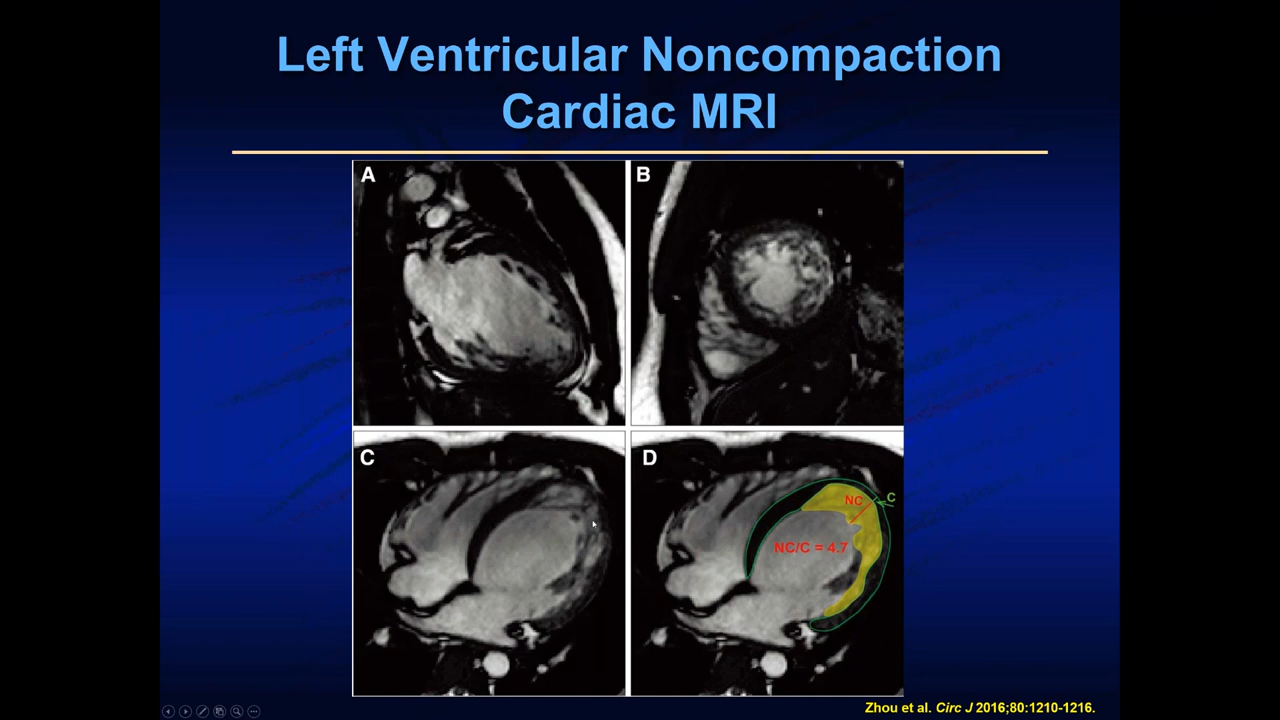 Left Ventricular Noncompaction
Cardiac MRI
A
B
C
D
NC
C
NC/C = 4.7
Zhou et al. Circ J 2016;80:1210-1216.